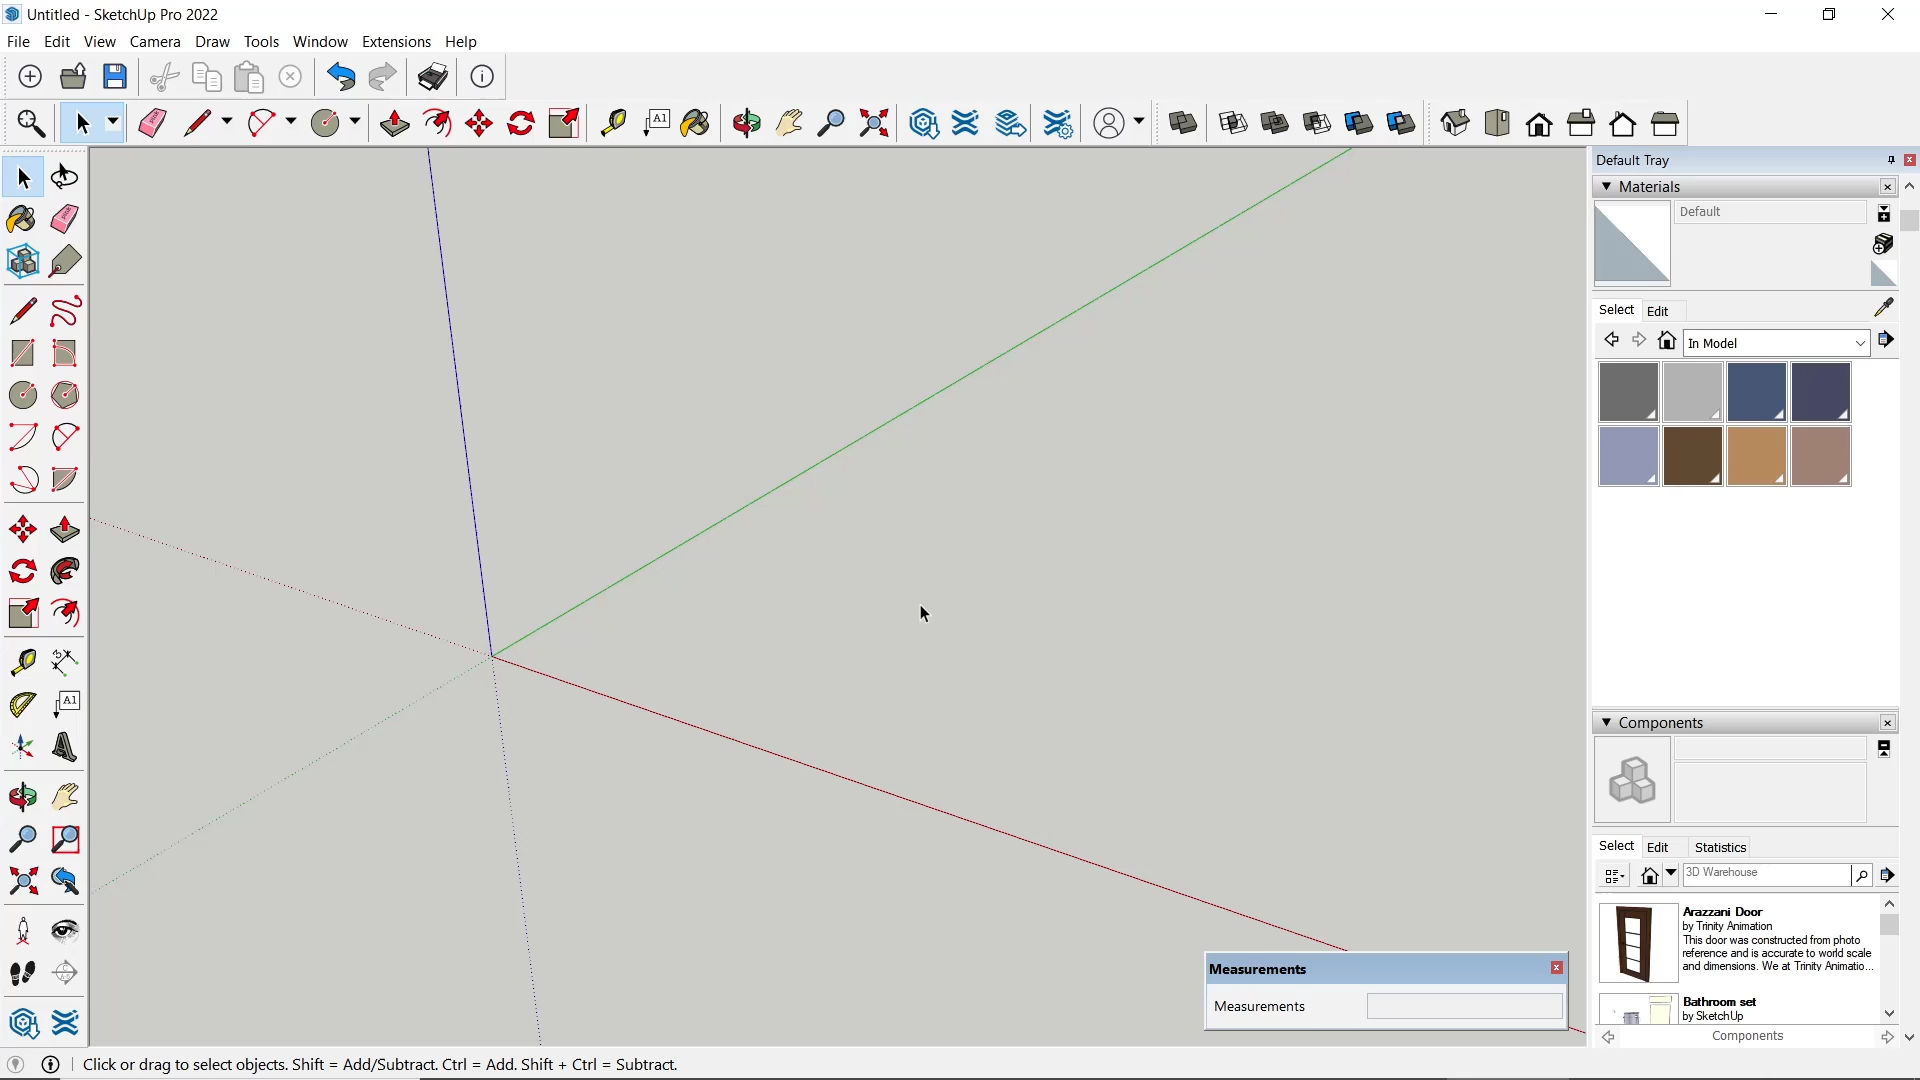 Untitled - SketchUp Pro 2022
File Edit View Camera Draw Tools Window Extensions Help
A1
Default Tray
Materials
Default
Select Edit
In Model
A1
Components
Select Edit Statistics
3D Warehouse
Arazzani Door
by Trinity Animation
This door was constructed from photo
reference and is accurate to world scale
and dimensions. We at Trinity Animatio...
Bathroom set
by SketchUp
Components
Measurements
Measurements
Click or drag to select objects. Shift = Add/Subtract. Ctrl = Add. Shift + Ctrl = Subtract.